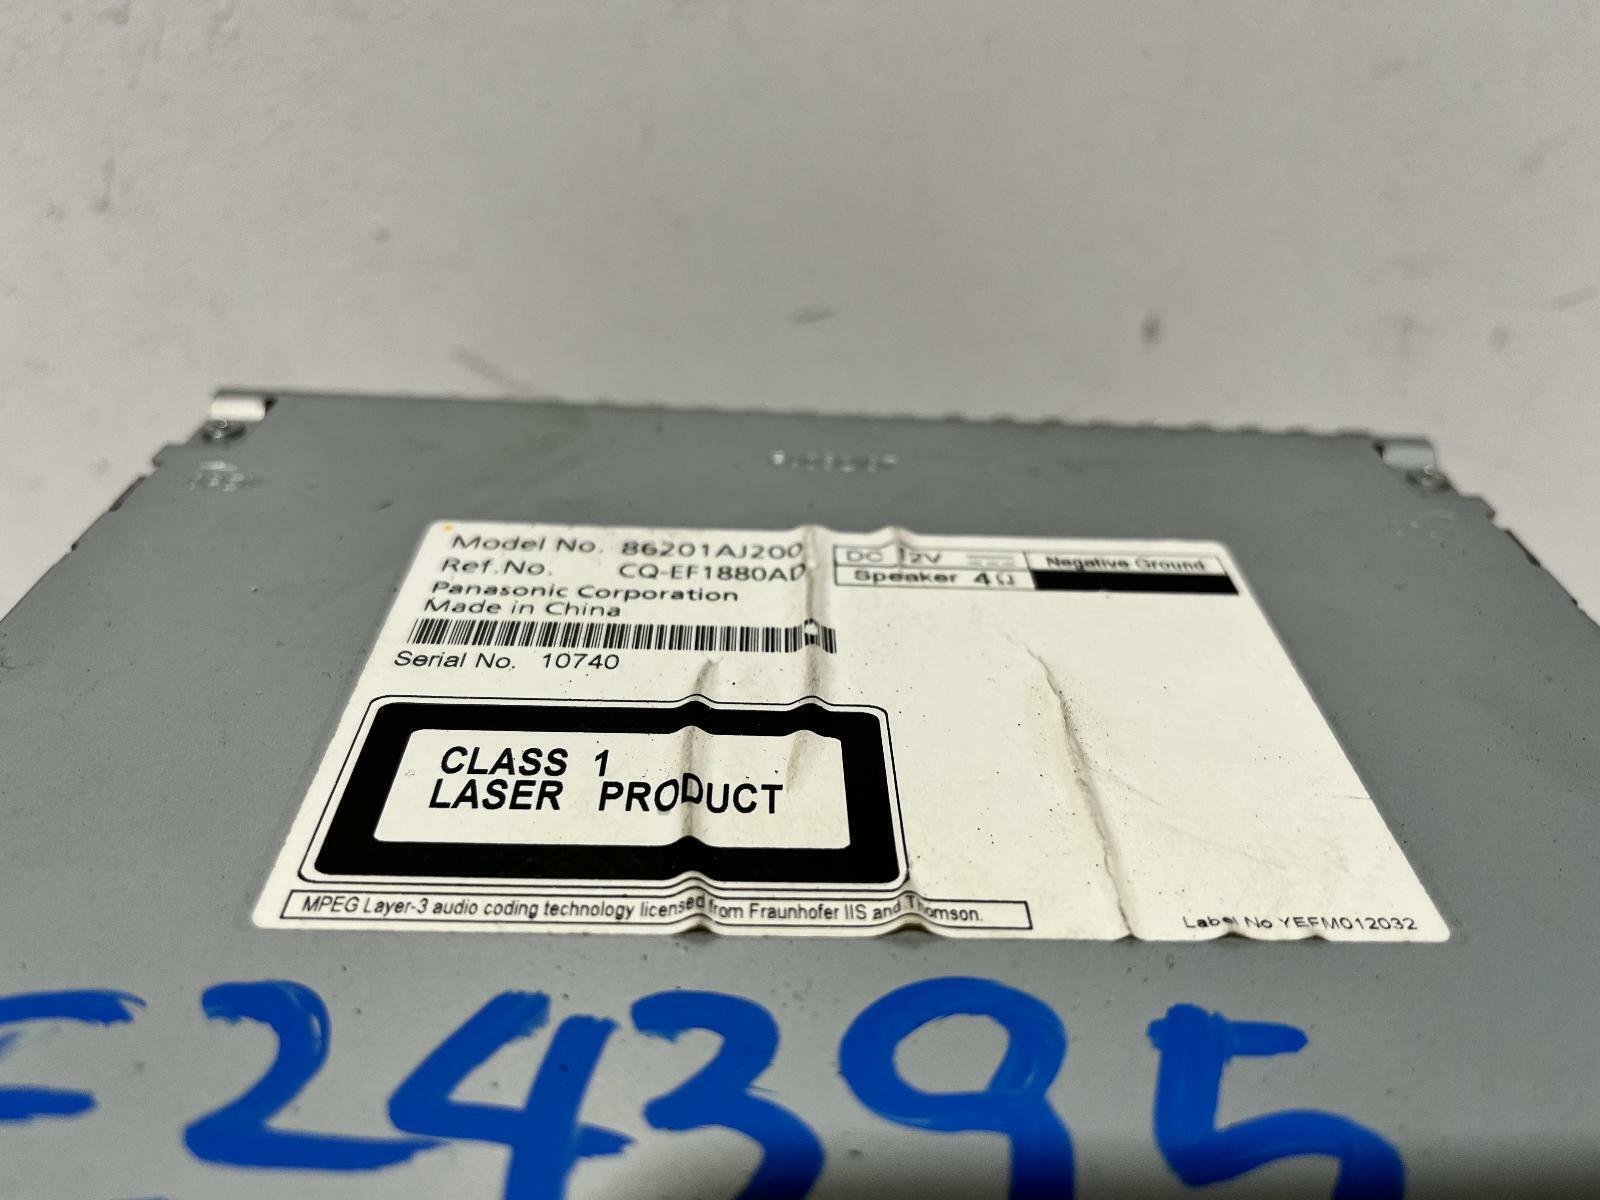 Model No. 86201AJ200
Ref.No. CQ-EF1880AD
Panasonic Corporation
Made in China
Serial No. 10740
DC 12V
Negative Ground
Speaker 4Ω
CLASS 1
LASER PRODUCT
MPEG Layer-3 audio coding technology licensed from Fraunhofer IIS and Thomson.
Label No YEFM012032
24395